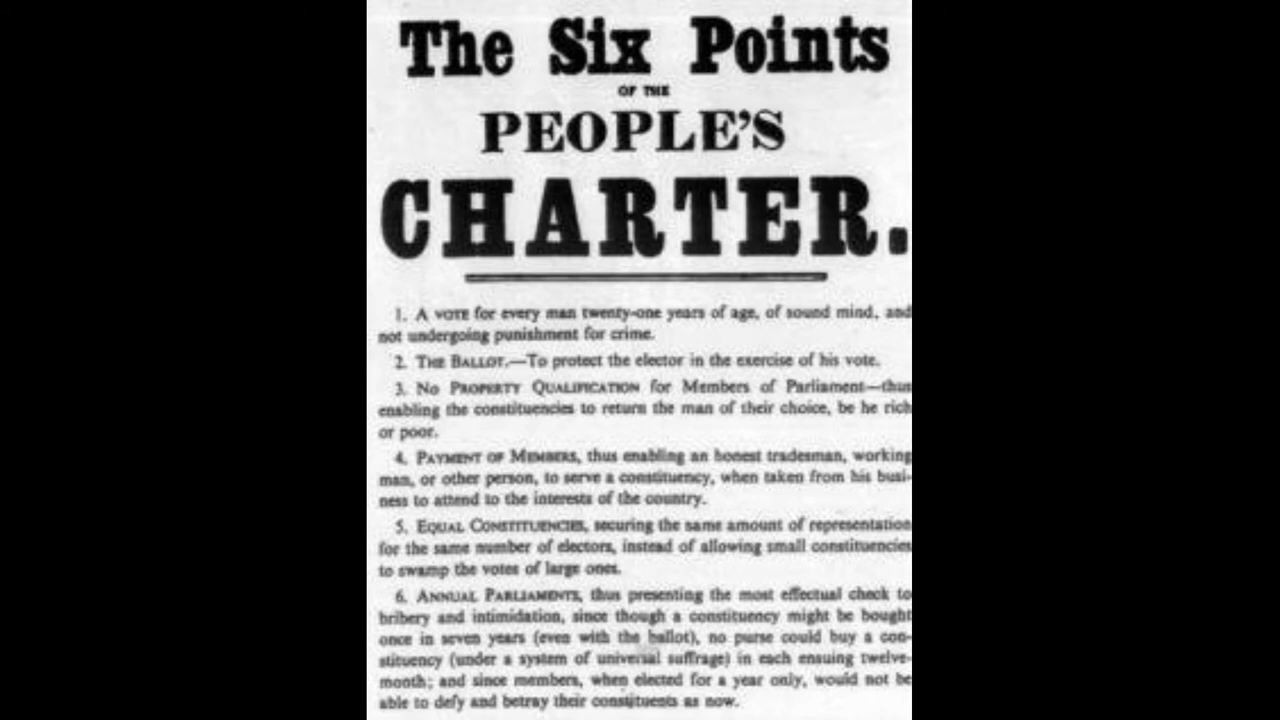 The Six Points
OF THE
PEOPLE'S
CHARTER.
1. A VOTE for every man twenty-one years of age, of sound mind, and
not undergoing punishment for crime.
2. THE BALLOT.—To protect the elector in the exercise of his vote.
3. No PROPERTY QUALIFICATION for Members of Parliament—thus
enabling the constituencies to return the man of their choice, be he rich
or poor.
4. PAYMENT OF MEMBERS, thus enabling an honest tradesman, working
man, or other person, to serve a constituency, when taken from his busi-
ness to attend to the interests of the country.
5. EQUAL CONSTITUENCIES, securing the same amount of representation
for the same number of electors, instead of allowing small constituencies
to swamp the votes of large ones.
6. ANNUAL PARLIAMENTS, thus presenting the most effectual check to
bribery and intimidation, since though a constituency might be bought
once in seven years (even with the ballot), no purse could buy a con-
stituency (under a system of universal suffrage) in each ensuing twelve-
month; and since members, when elected for a year only, would not be
able to defy and betray their constituents as now.